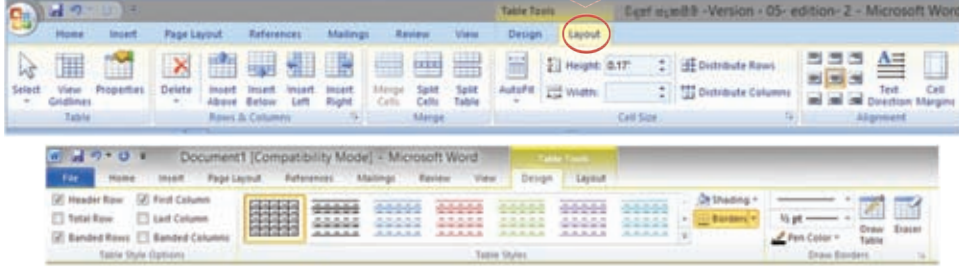 Table Tools -Version - 05- edition- 2 - Microsoft Word
Home Insert Page Layout References Mailings Review View Design Layout
Select View Gridlines Properties Delete Insert Above Insert Below Insert Left Insert Right Merge Cells Split Cells Split Table AutoFit Height: 0.17" Width: Distribute Rows Distribute Columns Text Direction Cell Margins
Table Rows & Columns Merge Cell Size Alignment
Document1 [Compatibility Mode] - Microsoft Word Table Tools
File Home Insert Page Layout References Mailings Review View Design Layout
Header Row First Column Shading
Total Row Last Column Borders ½ pt
Banded Rows Banded Columns Pen Color Draw Table Eraser
Table Style Options Table Styles Draw Borders